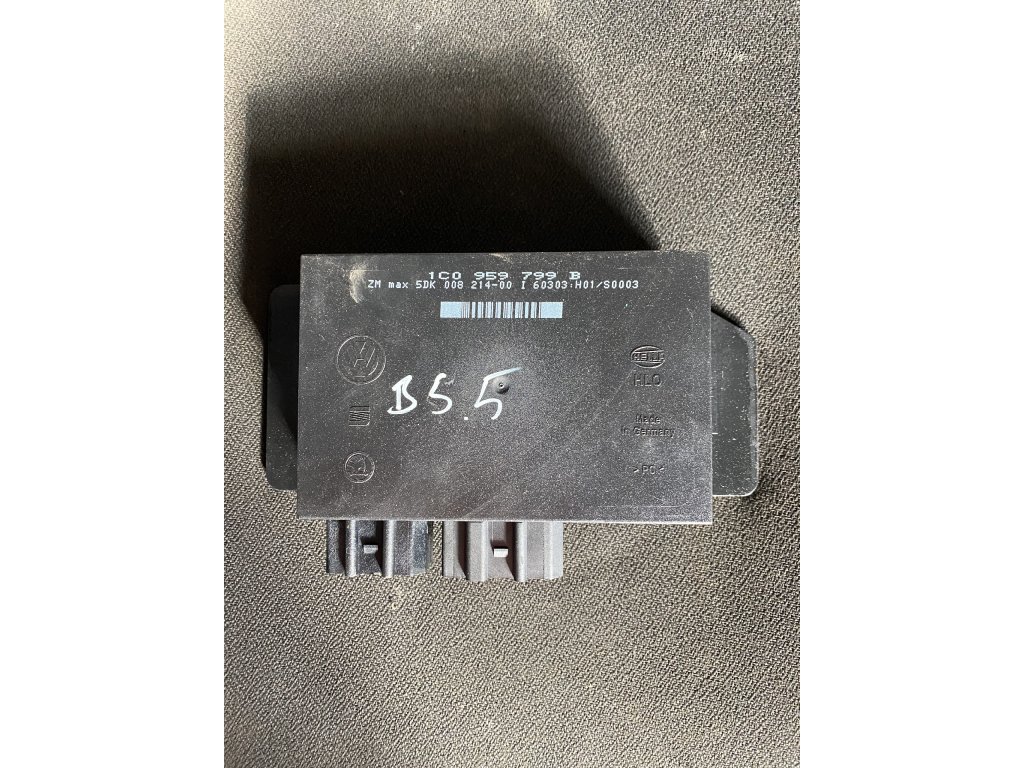 1C0 959 799 B
ZM max 5DK 008 214-00 I 60303:H01/S0003
HELLA
HLO
B5.5
Made
in Germany
>PC<